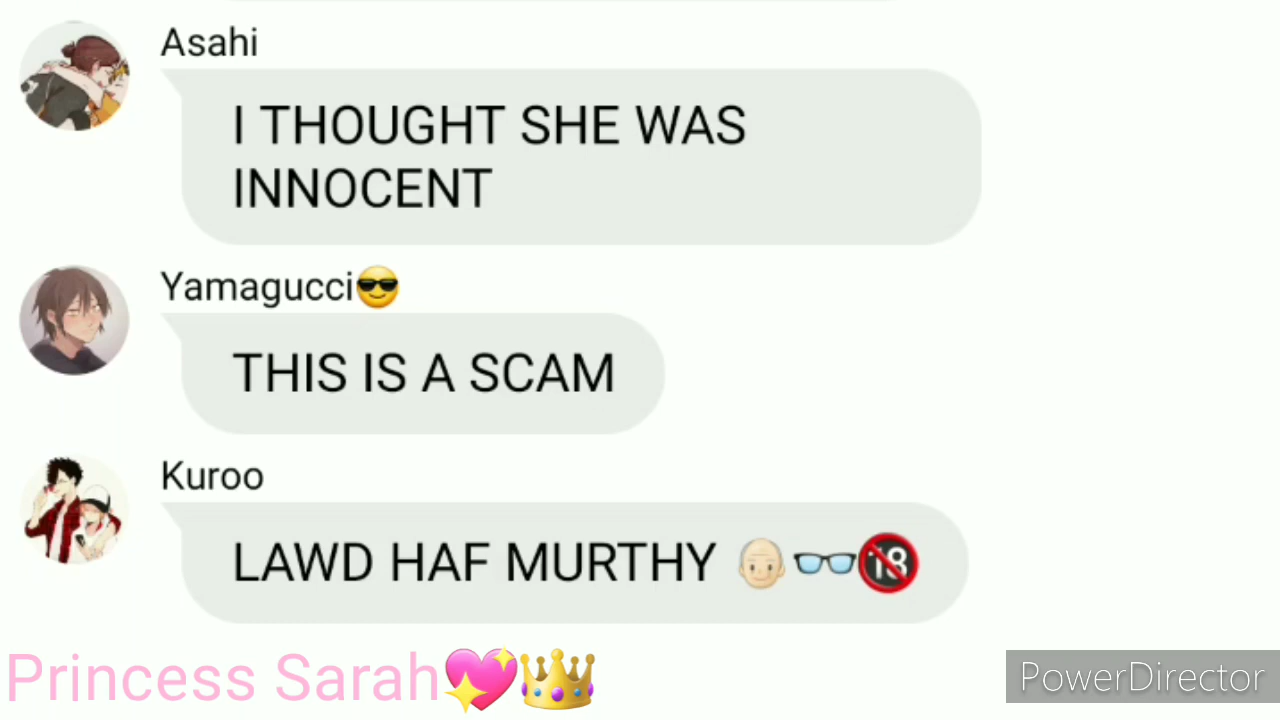 Asahi
I THOUGHT SHE WAS
INNOCENT
Yamagucci😎
THIS IS A SCAM
Kuroo
LAWD HAF MURTHY 👴🏻👓🔞
Princess Sarah💖👑
PowerDirector